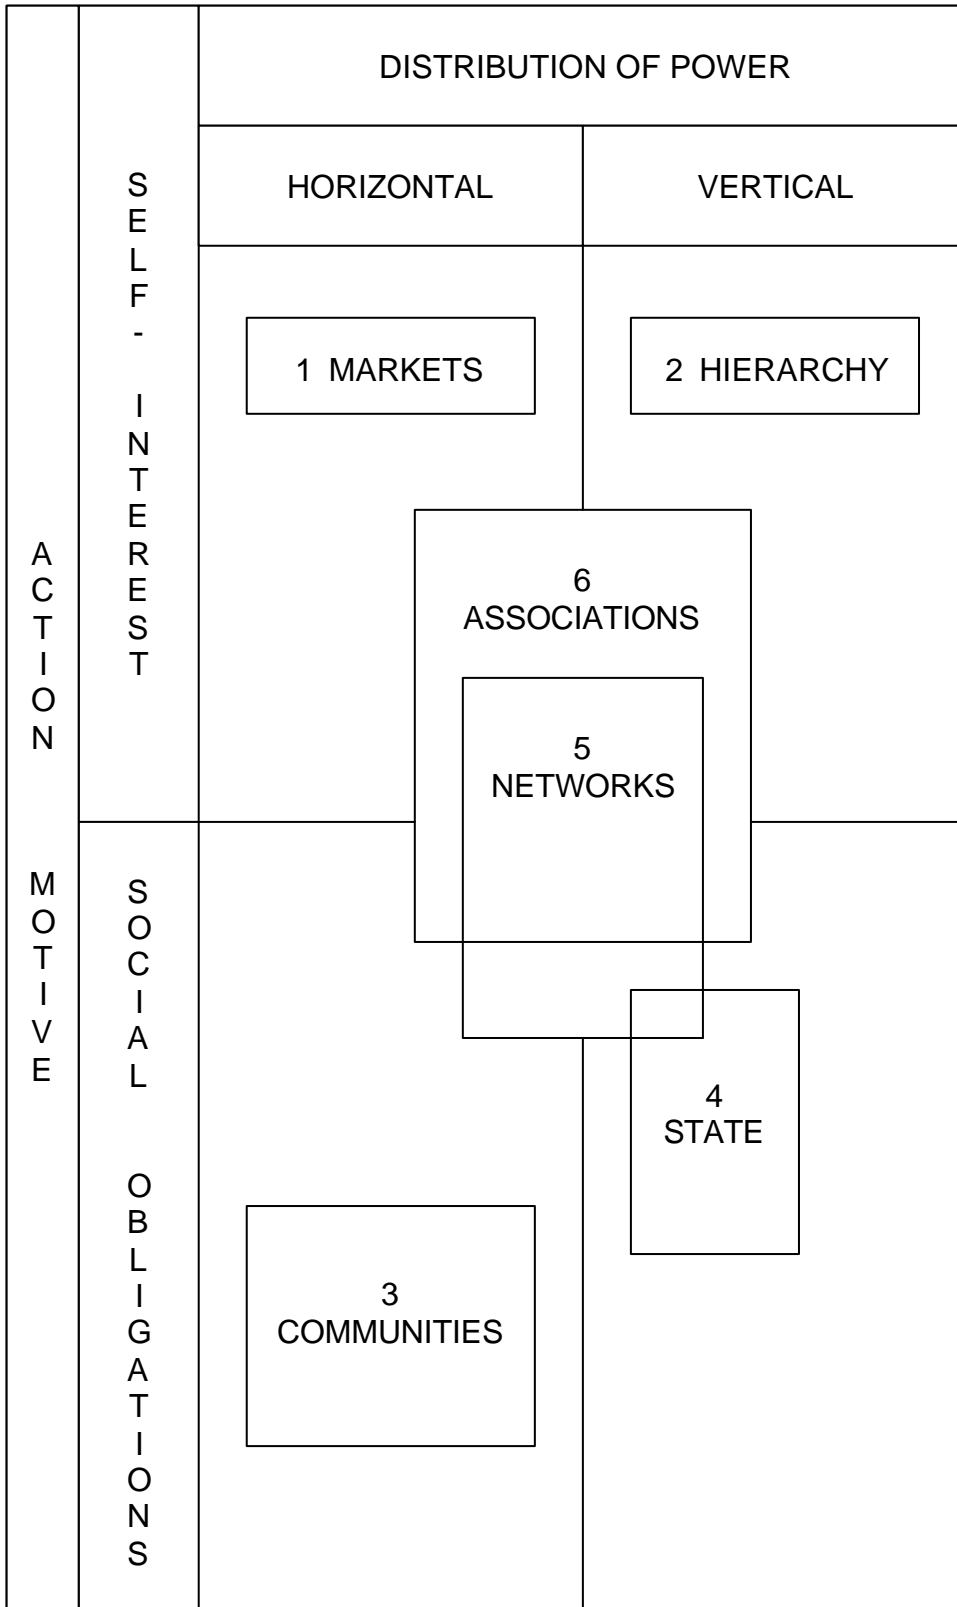 DISTRIBUTION OF POWER
HORIZONTAL
VERTICAL
SELF-INTEREST
1 MARKETS
2 HIERARCHY
6
ASSOCIATIONS
5
NETWORKS
ACTION MOTIVE
SOCIAL OBLIGATIONS
4
STATE
3
COMMUNITIES